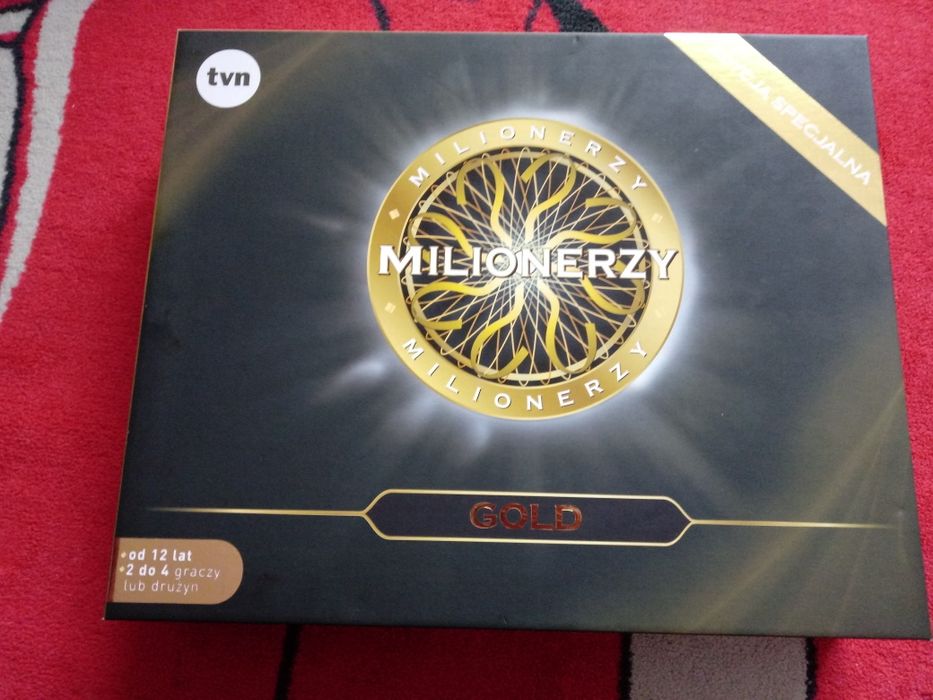 tvn
SPECJALNA
MILIONERZY
MILIONERZY
MILIONERZY
GOLD
• od 12 lat
• 2 do 4 graczy
lub drużyn